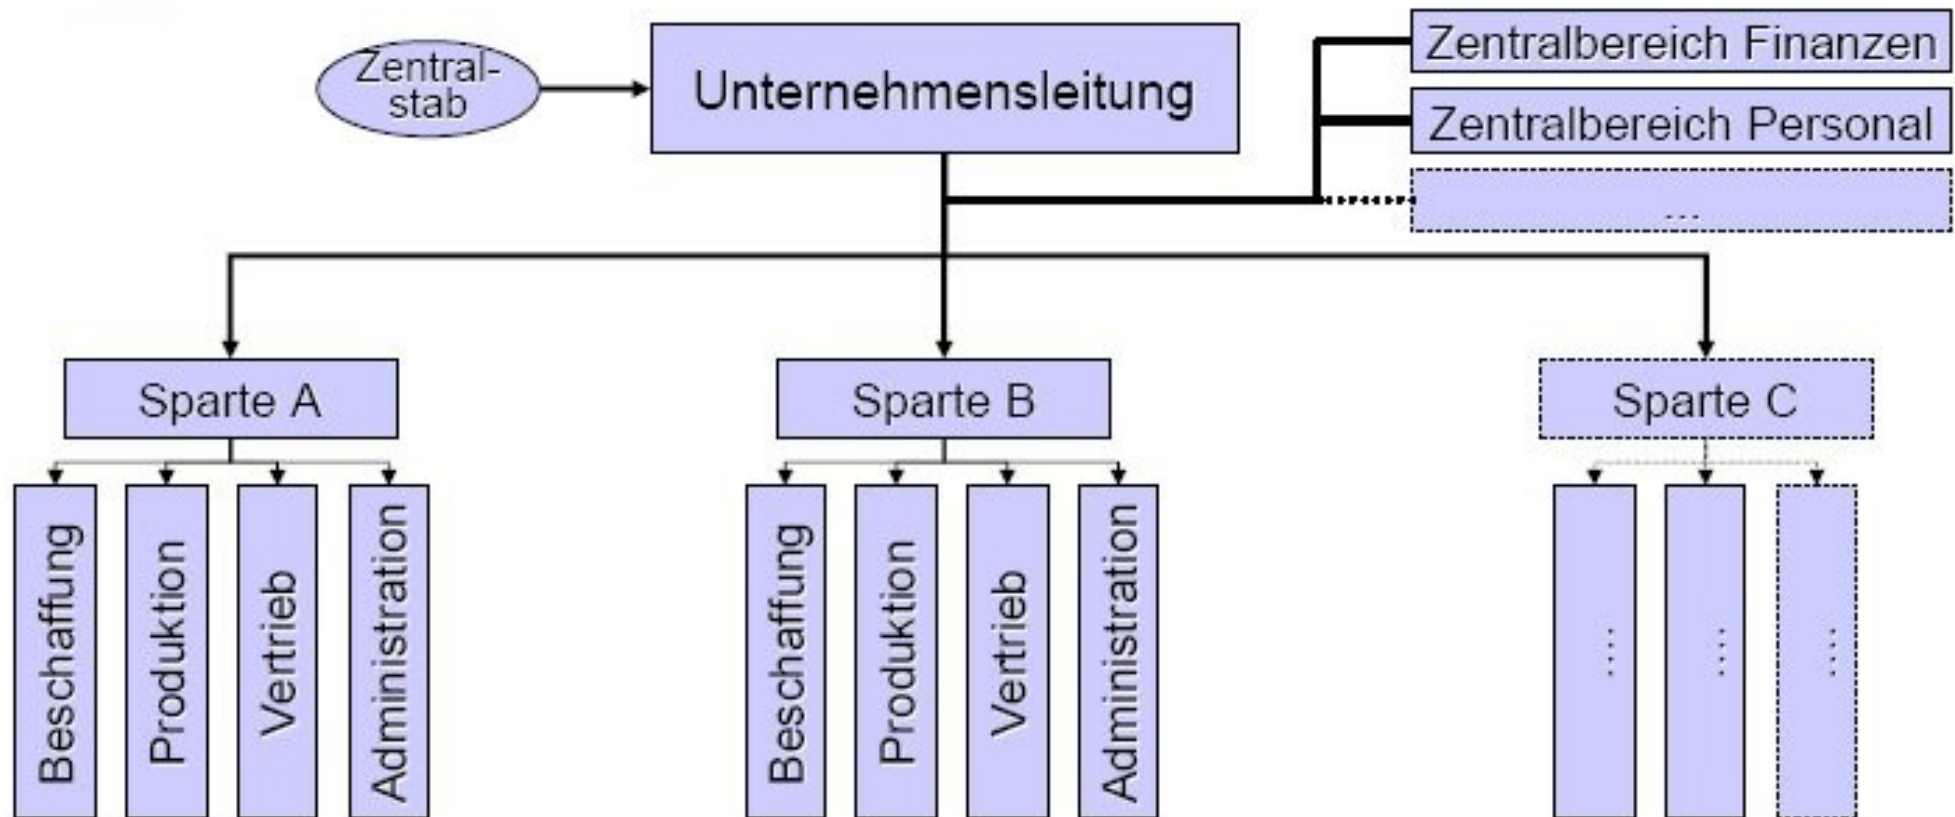 Zentral-
stab
Unternehmensleitung
Zentralbereich Finanzen
Zentralbereich Personal
...
Sparte A
Sparte B
Sparte C
Beschaffung
Produktion
Vertrieb
Administration
Beschaffung
Produktion
Vertrieb
Administration
....
....
....